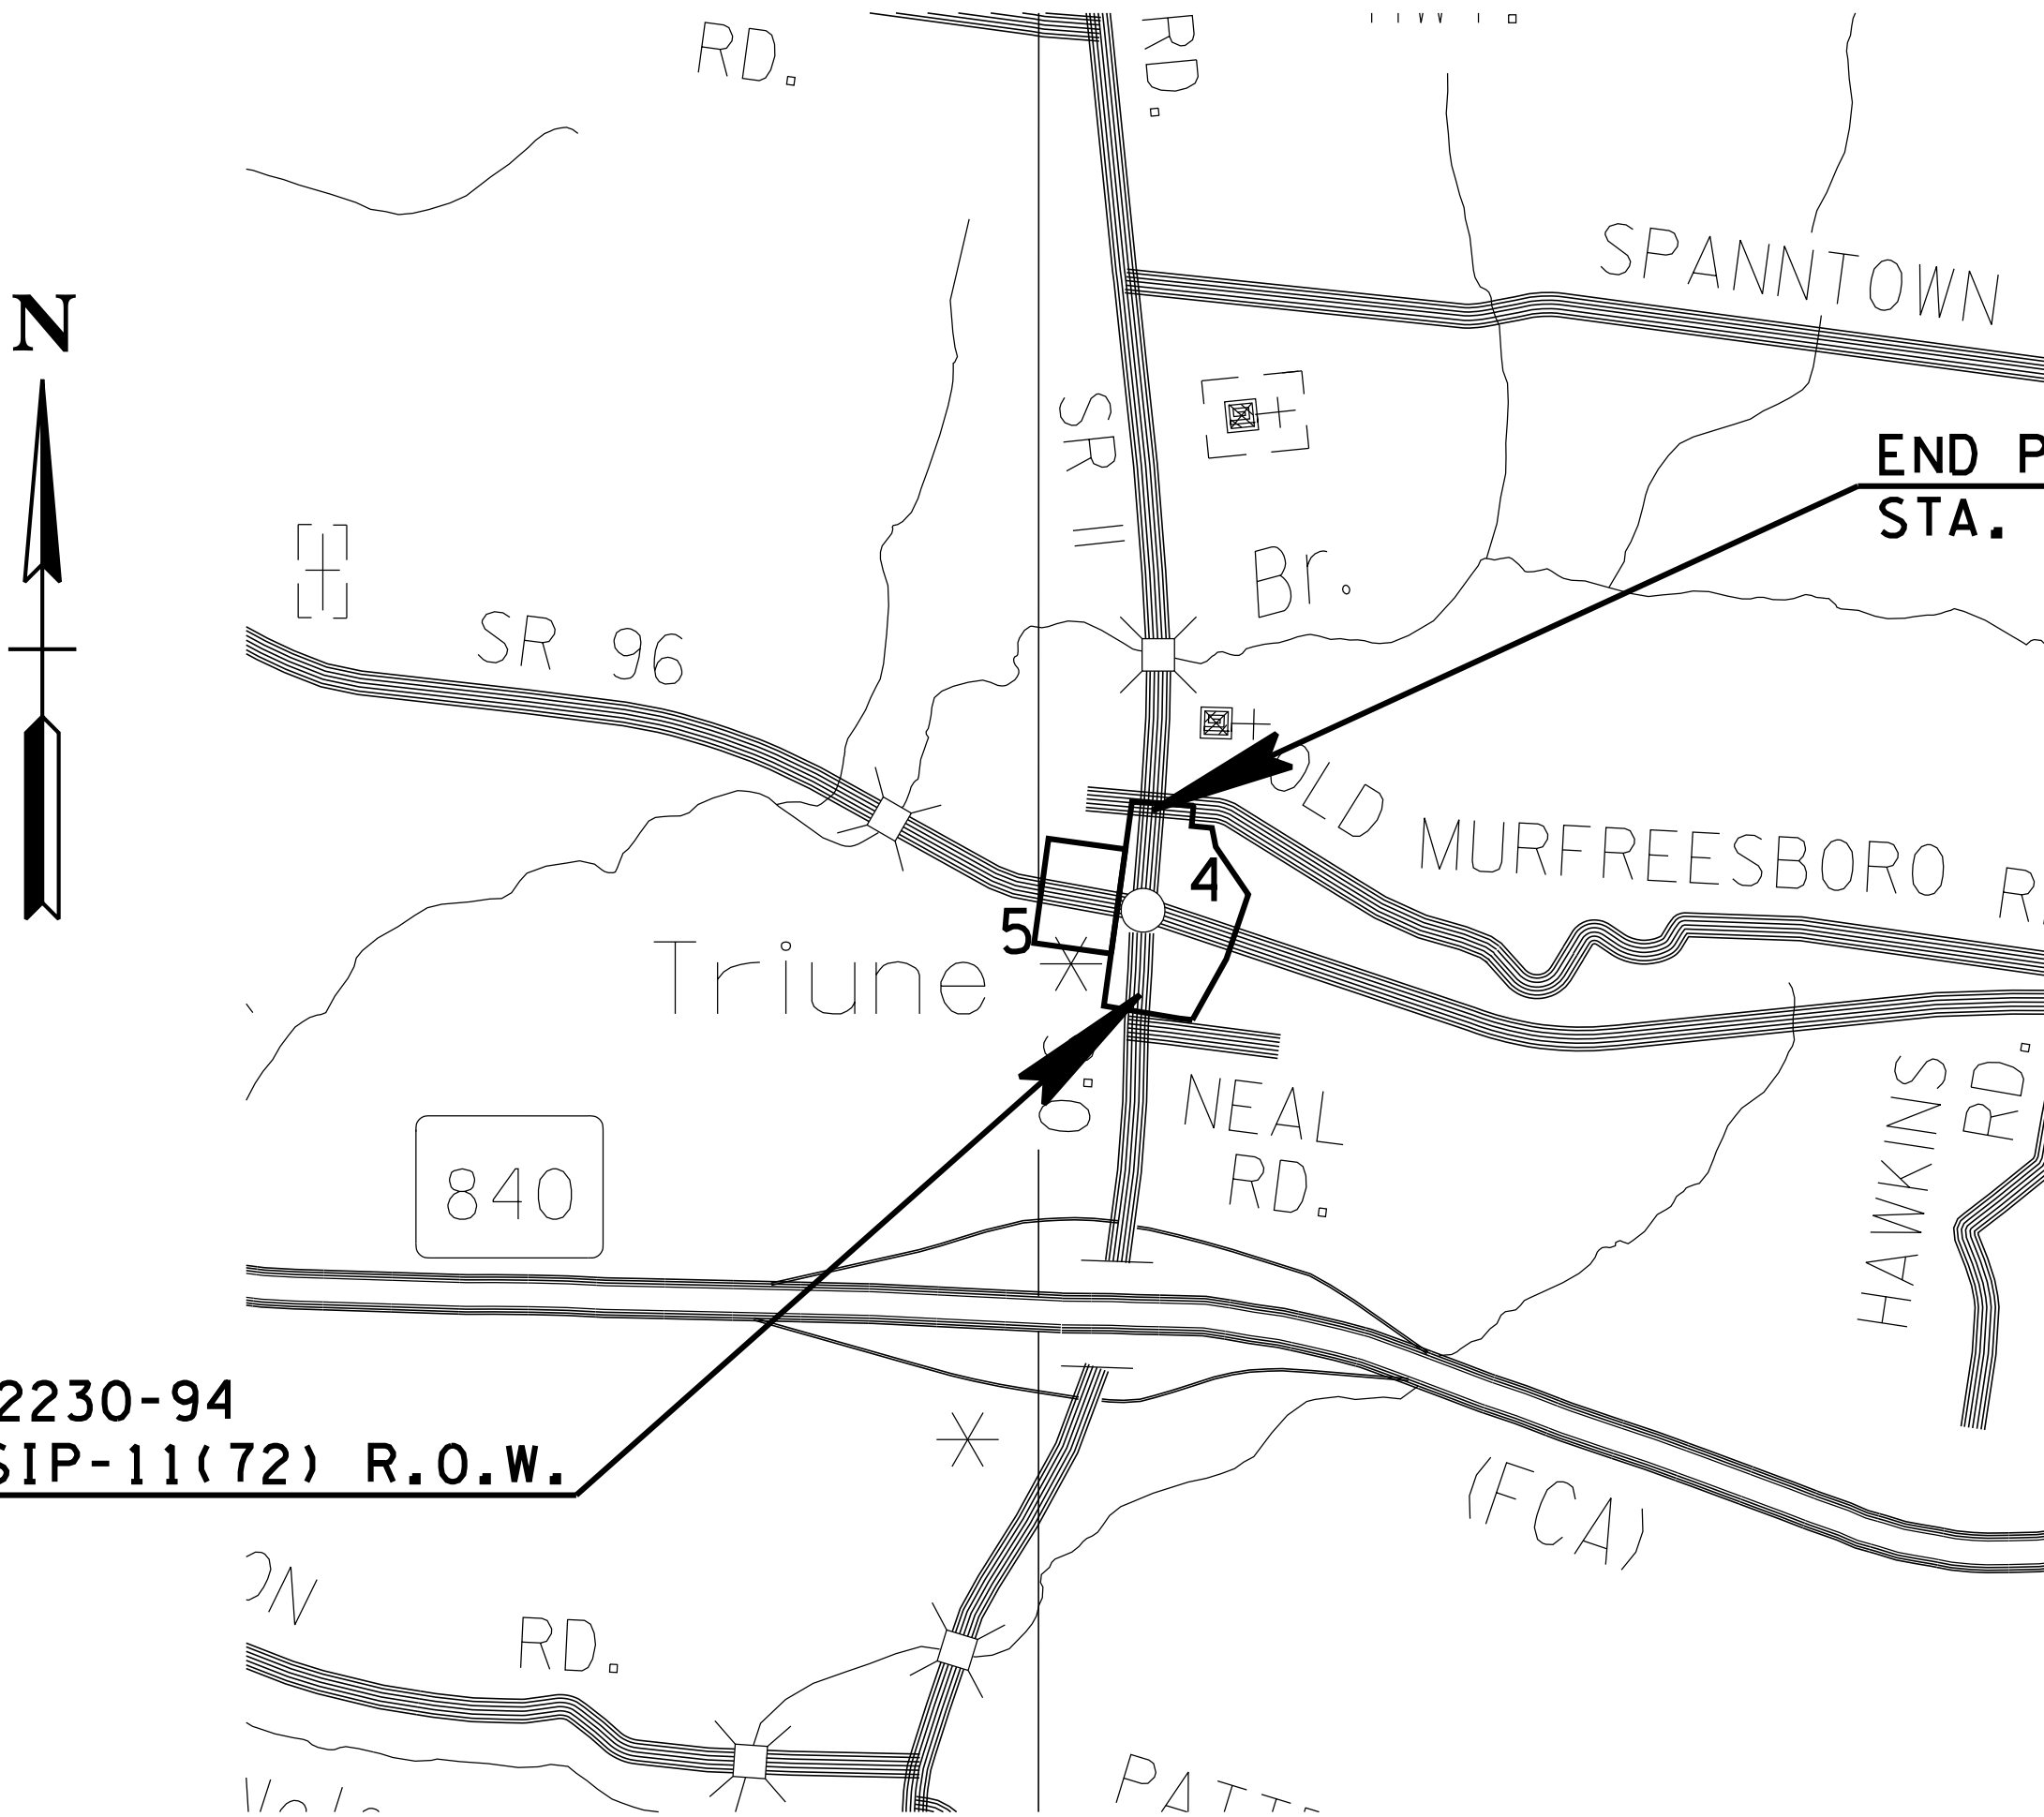 RD.
RD.
SPANNTOWN
N
SR 11
END
STA.
Br.
SR 96
OLD MURFREESBORO
4
5
Triune
NEAL
RD.
HANKINS
RD.
840
2230-94
SIP-11(72) R.O.W.
(FCA)
RD.